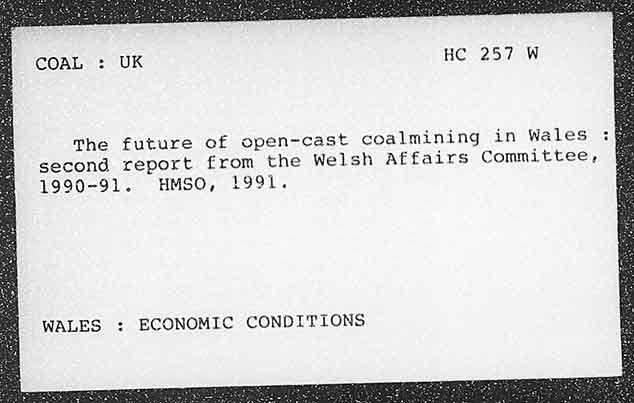 COAL : UK HC 257 W
The future of open-cast coalmining in Wales :
second report from the Welsh Affairs Committee,
1990-91. HMSO, 1991.
WALES : ECONOMIC CONDITIONS